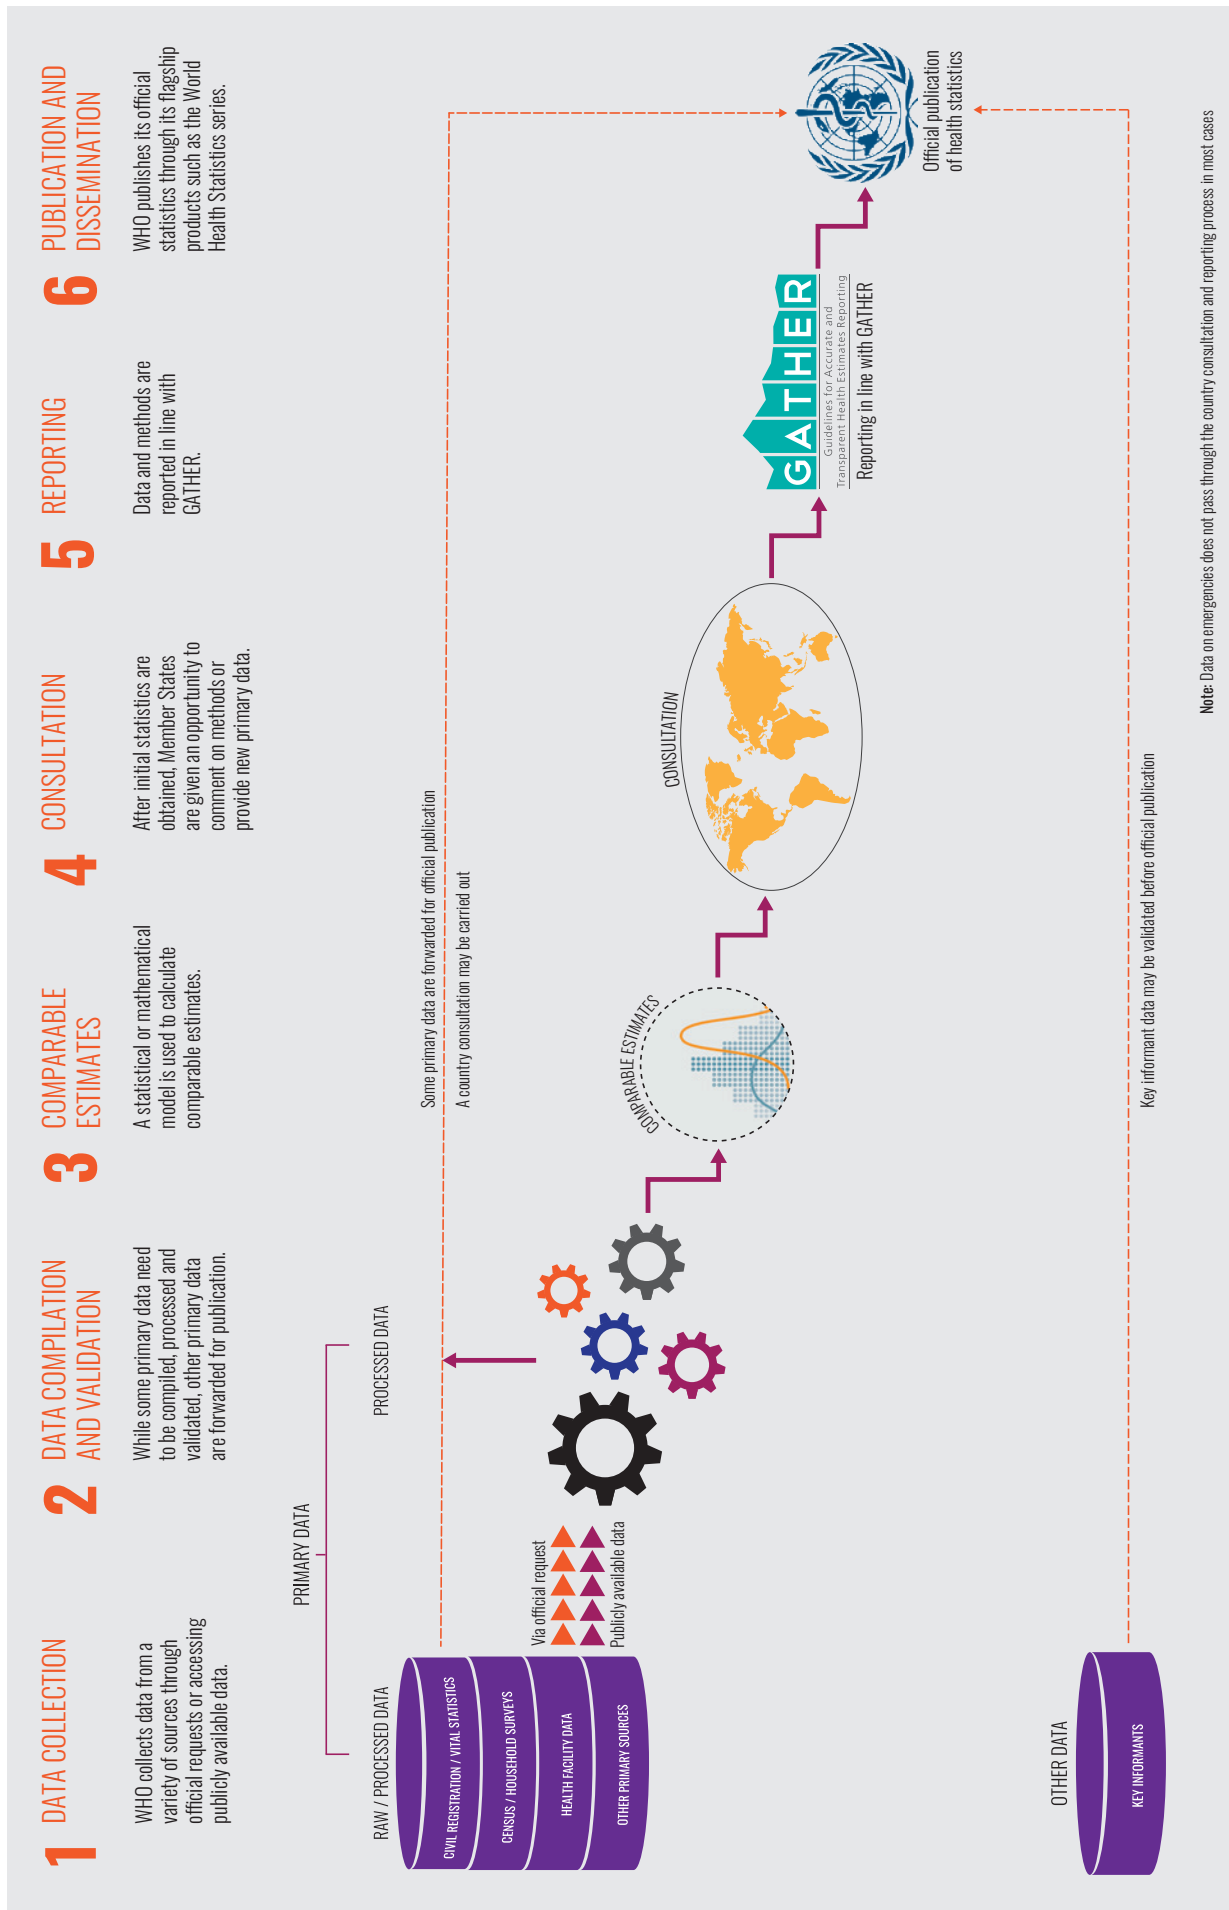 1
DATA COLLECTION
WHO collects data from a
variety of sources through
official requests or accessing
publicly available data.
2
DATA COMPILATION
AND VALIDATION
While some primary data need
to be compiled, processed and
validated, other primary data
are forwarded for publication.
3
COMPARABLE
ESTIMATES
A statistical or mathematical
model is used to calculate
comparable estimates.
4
CONSULTATION
After initial statistics are
obtained, Member States
are given an opportunity to
comment on methods or
provide new primary data.
5
REPORTING
Data and methods are
reported in line with
GATHER.
6
PUBLICATION AND
DISSEMINATION
WHO publishes its official
statistics through its flagship
products such as the World
Health Statistics series.
PRIMARY DATA
RAW / PROCESSED DATA
PROCESSED DATA
CIVIL REGISTRATION / VITAL STATISTICS
CENSUS / HOUSEHOLD SURVEYS
HEALTH FACILITY DATA
OTHER PRIMARY SOURCES
Via official request
Publicly available data
Some primary data are forwarded for official publication
A country consultation may be carried out
COMPARABLE ESTIMATES
CONSULTATION
GATHER
Guidelines for Accurate and
Transparent Health Estimates Reporting
Reporting in line with GATHER
Official publication
of health statistics
OTHER DATA
KEY INFORMANTS
Key informant data may be validated before official publication
Note: Data on emergencies does not pass through the country consultation and reporting process in most cases